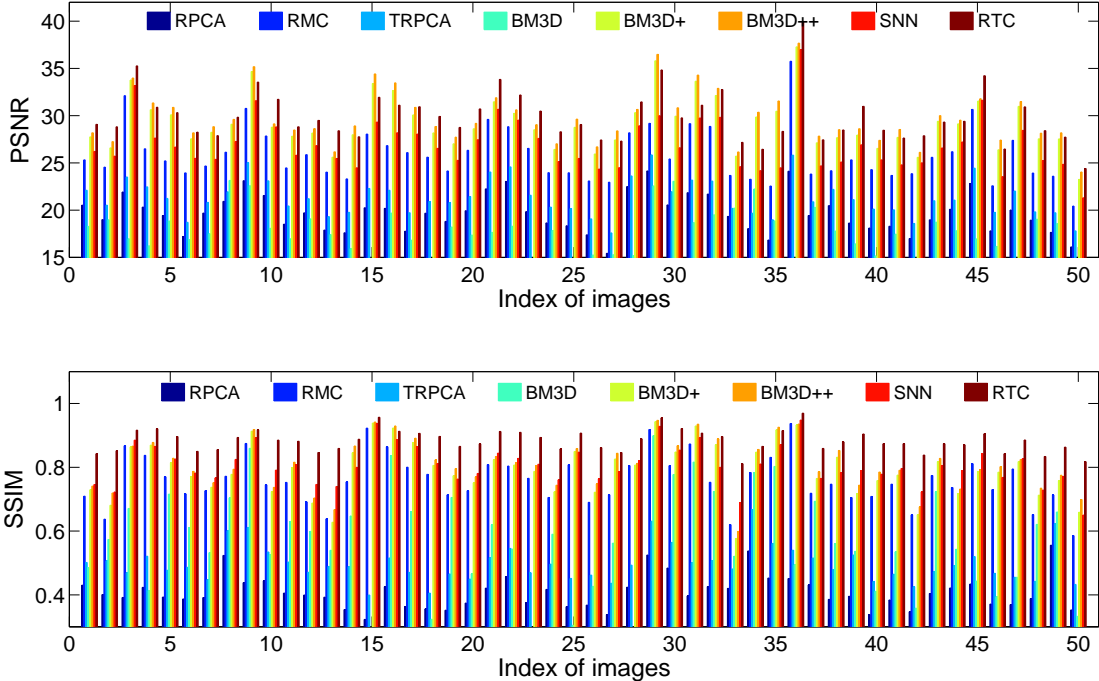 RPCA RMC TRPCA BM3D BM3D+ BM3D++ SNN RTC
40
35
30
25
20
15
PSNR
0 5 10 15 20 25 30 35 40 45 50
Index of images
RPCA RMC TRPCA BM3D BM3D+ BM3D++ SNN RTC
1
0.8
0.6
0.4
SSIM
0 5 10 15 20 25 30 35 40 45 50
Index of images